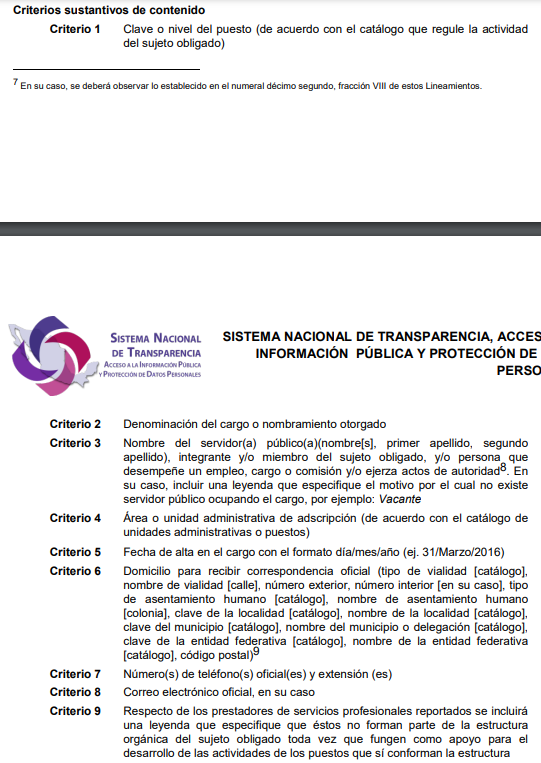 Criterios sustantivos de contenido
Criterio 1 Clave o nivel del puesto (de acuerdo con el catálogo que regule la actividad
del sujeto obligado)
7 En su caso, se deberá observar lo establecido en el numeral décimo segundo, fracción VIII de estos Lineamientos.
SISTEMA NACIONAL
DE TRANSPARENCIA
ACCESO A LA INFORMACIÓN PÚBLICA
Y PROTECCIÓN DE DATOS PERSONALES
SISTEMA NACIONAL DE TRANSPARENCIA, ACCES
INFORMACIÓN PÚBLICA Y PROTECCIÓN DE
PERSO
Criterio 2 Denominación del cargo o nombramiento otorgado
Criterio 3 Nombre del servidor(a) público(a)(nombre[s], primer apellido, segundo
apellido), integrante y/o miembro del sujeto obligado, y/o persona que
desempeñe un empleo, cargo o comisión y/o ejerza actos de autoridad8. En
su caso, incluir una leyenda que especifique el motivo por el cual no existe
servidor público ocupando el cargo, por ejemplo: Vacante
Criterio 4 Área o unidad administrativa de adscripción (de acuerdo con el catálogo de
unidades administrativas o puestos)
Criterio 5 Fecha de alta en el cargo con el formato día/mes/año (ej. 31/Marzo/2016)
Criterio 6 Domicilio para recibir correspondencia oficial (tipo de vialidad [catálogo],
nombre de vialidad [calle], número exterior, número interior [en su caso], tipo
de asentamiento humano [catálogo], nombre de asentamiento humano
[colonia], clave de la localidad [catálogo], nombre de la localidad [catálogo],
clave del municipio [catálogo], nombre del municipio o delegación [catálogo],
clave de la entidad federativa [catálogo], nombre de la entidad federativa
[catálogo], código postal)9
Criterio 7 Número(s) de teléfono(s) oficial(es) y extensión (es)
Criterio 8 Correo electrónico oficial, en su caso
Criterio 9 Respecto de los prestadores de servicios profesionales reportados se incluirá
una leyenda que especifique que éstos no forman parte de la estructura
orgánica del sujeto obligado toda vez que fungen como apoyo para el
desarrollo de las actividades de los puestos que sí conforman la estructura